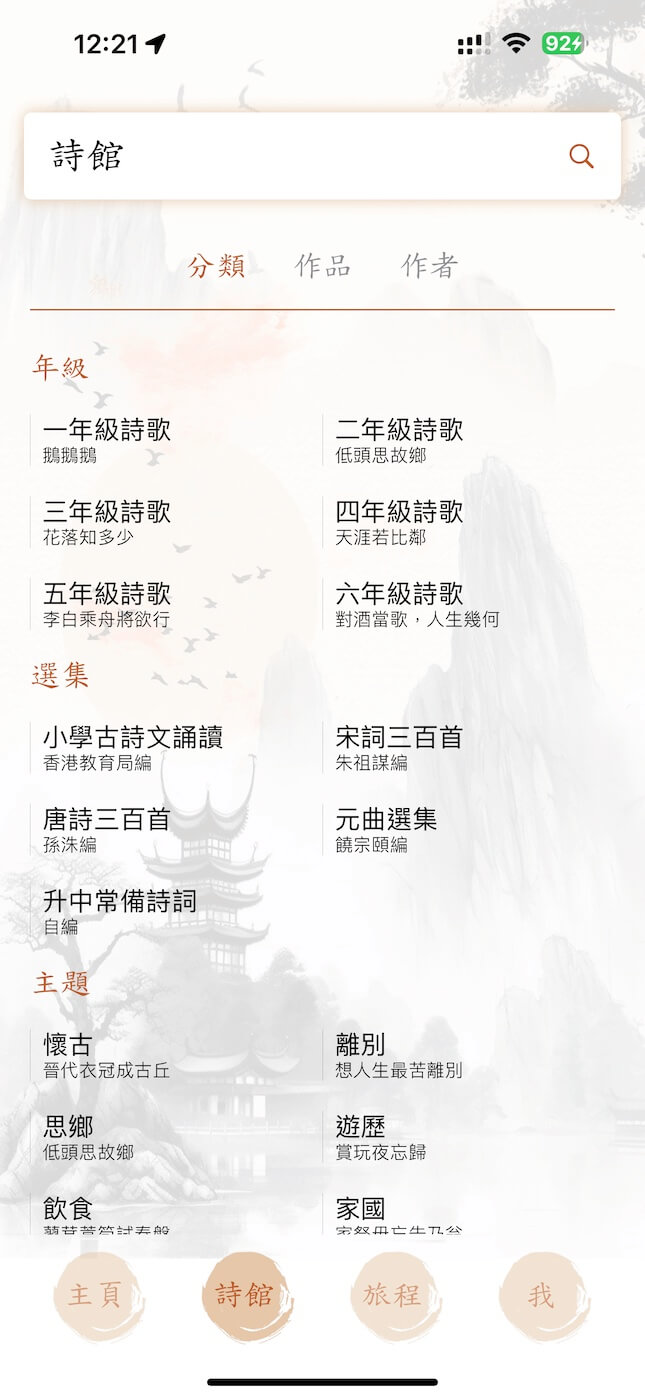 12:21
92
詩館
分類 作品 作者
年級
一年級詩歌
鵝鵝鵝
二年級詩歌
低頭思故鄉
三年級詩歌
花落知多少
四年級詩歌
天涯若比鄰
五年級詩歌
李白乘舟將欲行
六年級詩歌
對酒當歌，人生幾何
選集
小學古詩文誦讀
香港教育局編
宋詞三百首
朱祖謀編
唐詩三百首
孫洙編
元曲選集
饒宗頤編
升中常備詩詞
自編
主題
懷古
晉代衣冠成古丘
離別
想人生最苦離別
思鄉
低頭思故鄉
遊歷
賞玩夜忘歸
飲食
家國
主頁 詩館 旅程 我